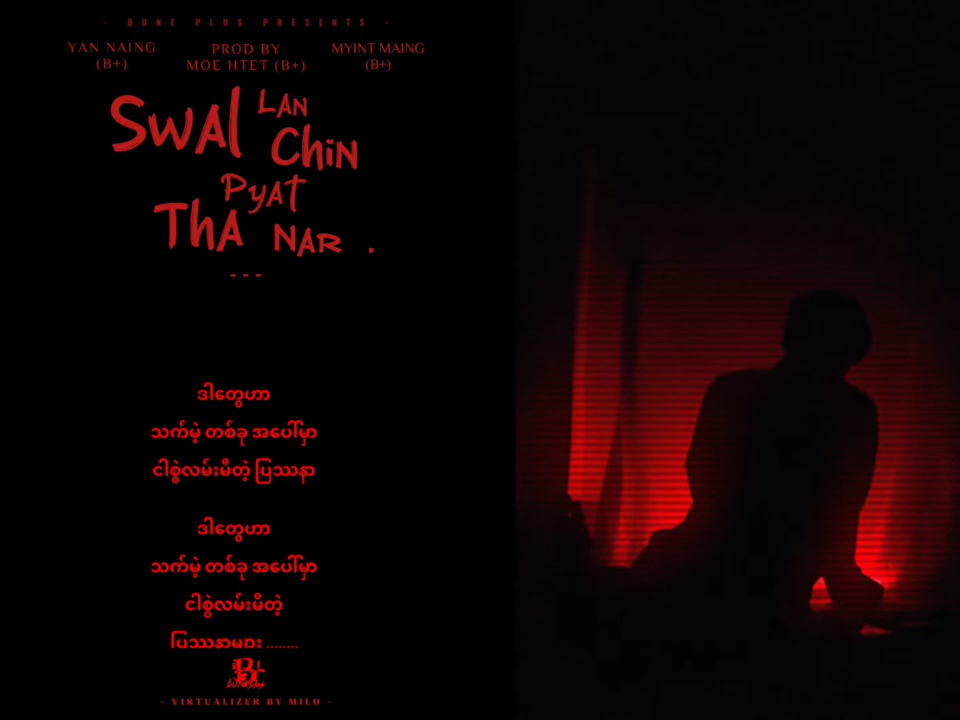 - BONE PLUS PRESENTS -
YAN NAING
(B+)
PROD BY
MOE HTET (B+)
MYINT MAING
(B+)
SWAl LAN
ChiN
PyAT
ThA NAR .
---
ဒါတွေဟာ
သက်မဲ့ တစ်ခု အပေါ်မှာ
ငါစွဲလမ်းမိတဲ့ ပြဿနာ
ဒါတွေဟာ
သက်မဲ့ တစ်ခု အပေါ်မှာ
ငါစွဲလမ်းမိတဲ့
ပြဿနာများ ........
- VIRTUALIZER BY MILO -